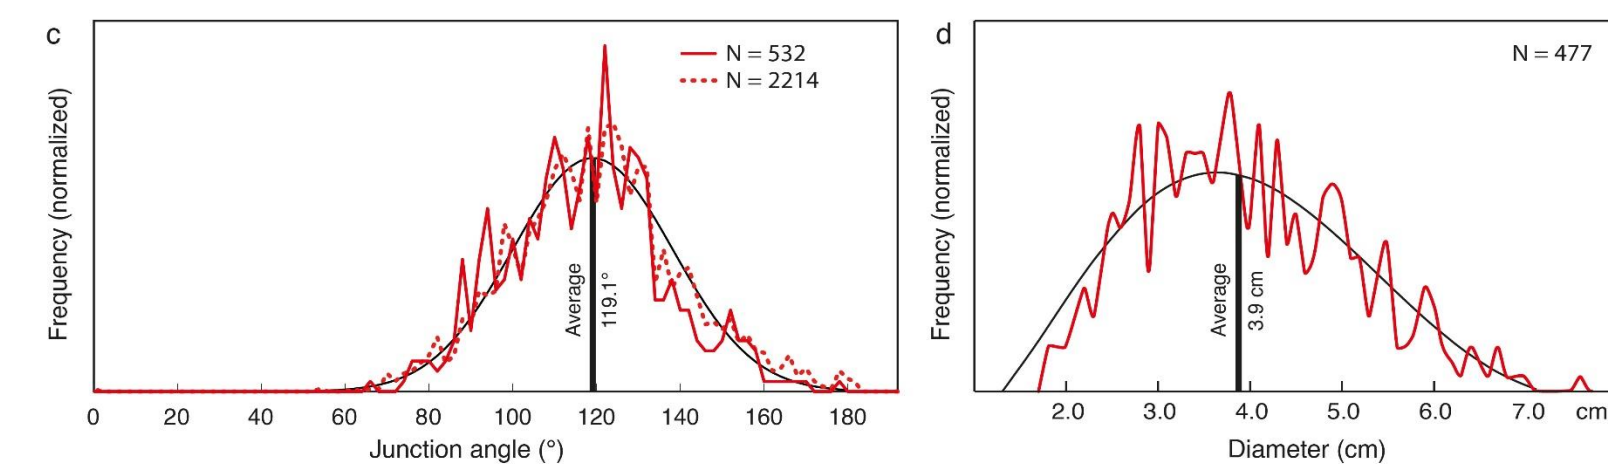 c
N = 532
N = 2214
Frequency (normalized)
Average
119.1°
0 20 40 60 80 100 120 140 160 180
Junction angle (°)
d
N = 477
Frequency (normalized)
Average
3.9 cm
2.0 3.0 4.0 5.0 6.0 7.0 cm
Diameter (cm)